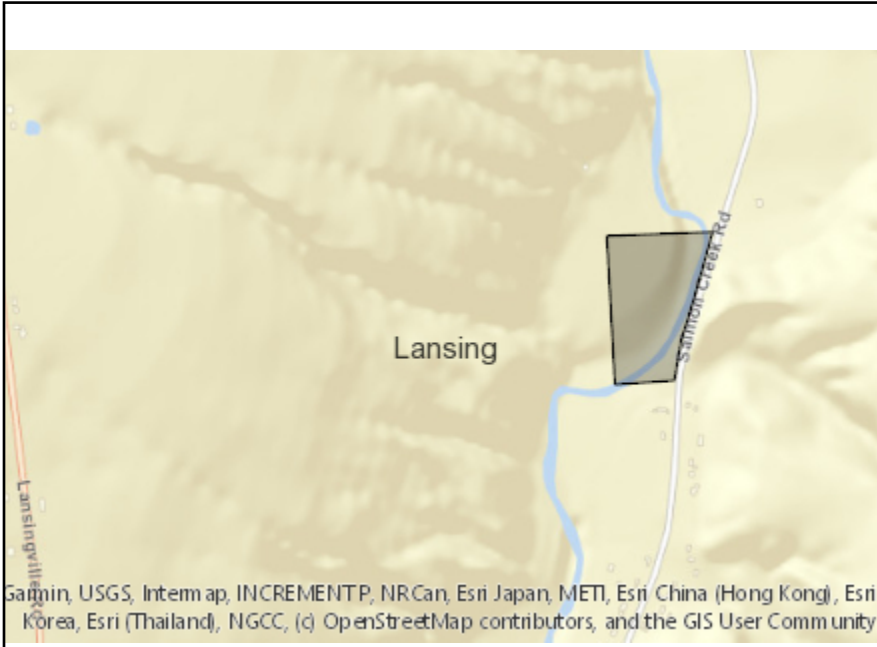 Salmon Creek Rd
Lansing
Lansingville Rd
Garmin, USGS, Intermap, INCREMENT P, NRCan, Esri Japan, METI, Esri China (Hong Kong), Esri
Korea, Esri (Thailand), NGCC, (c) OpenStreetMap contributors, and the GIS User Community